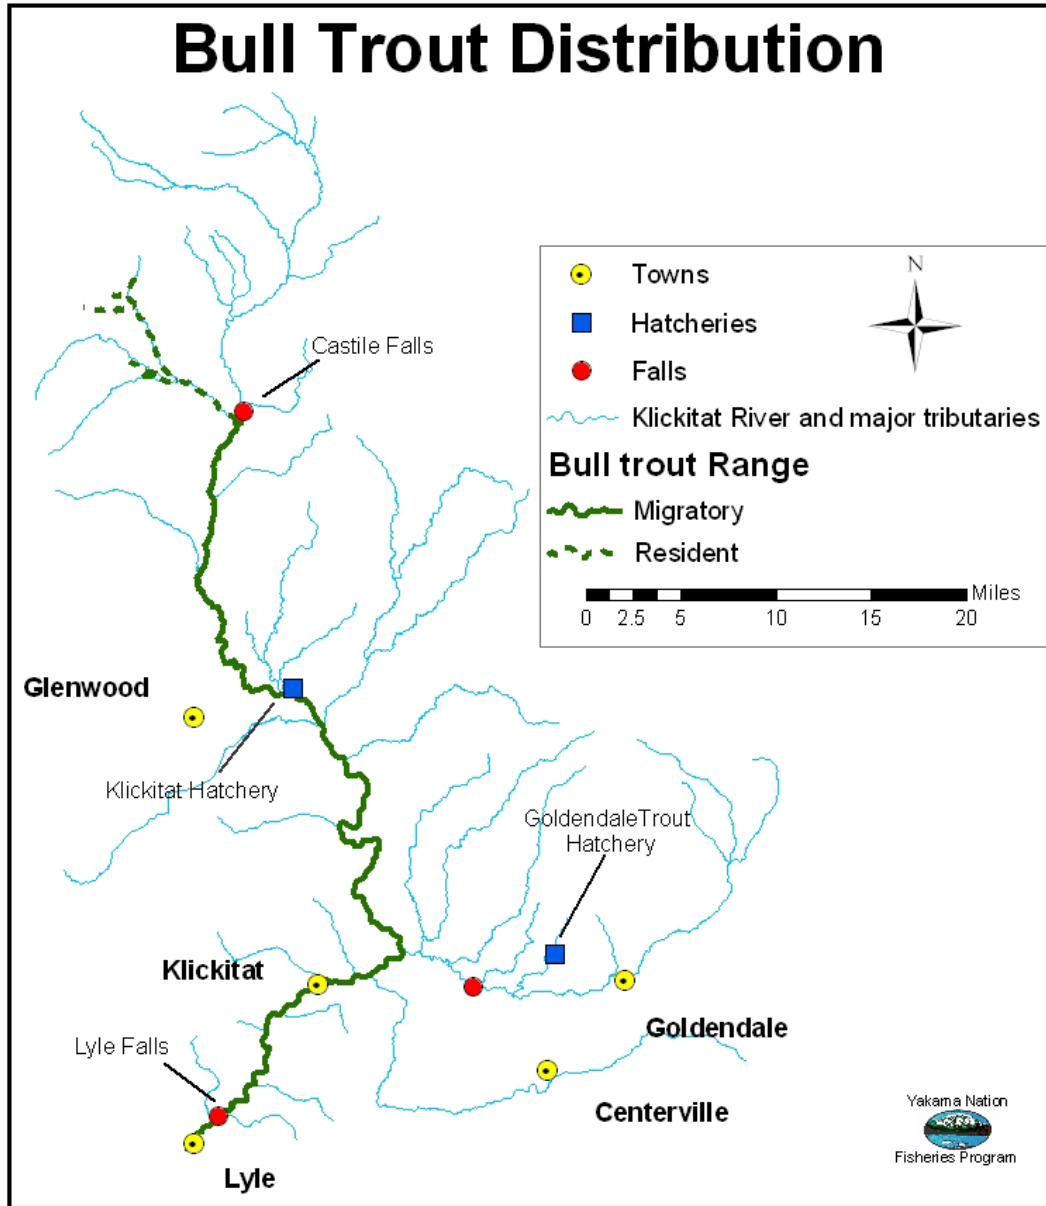 Bull Trout Distribution
N
Towns
Hatcheries
Falls
Klickitat River and major tributaries
Bull trout Range
Migratory
Resident
Miles
0 2.5 5 10 15 20
Castile Falls
Glenwood
Klickitat Hatchery
GoldendaleTrout
Hatchery
Klickitat
Goldendale
Lyle Falls
Centerville
Lyle
Yakama Nation
Fisheries Program